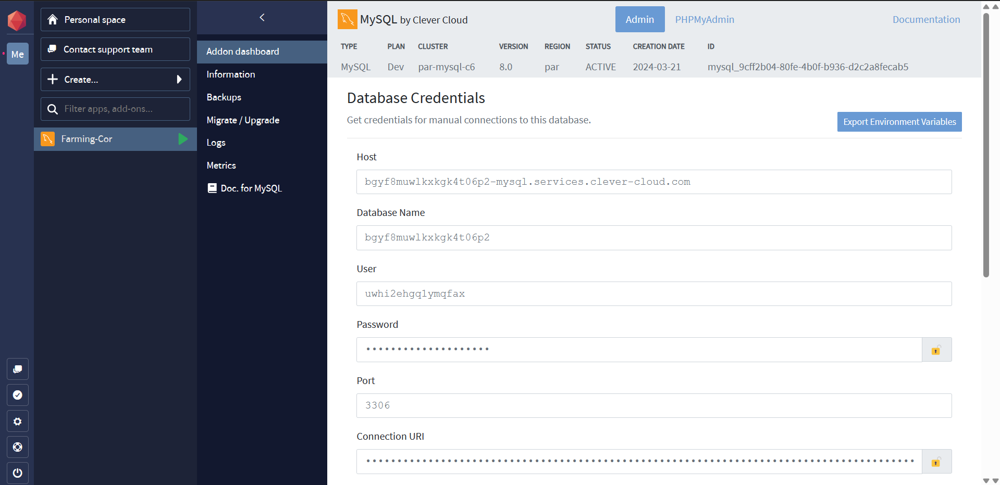 Me
Personal space
Contact support team
Create...
Filter apps, add-ons...
Farming-Cor
Addon dashboard
Information
Backups
Migrate / Upgrade
Logs
Metrics
Doc. for MySQL
MySQL by Clever Cloud
Admin
PHPMyAdmin
Documentation
TYPE PLAN CLUSTER VERSION REGION STATUS CREATION DATE ID
MySQL Dev par-mysql-c6 8.0 par ACTIVE 2024-03-21 mysql_9cff2b04-80fe-4b0f-b936-d2c2a8fecab5
Database Credentials
Get credentials for manual connections to this database.
Export Environment Variables
Host
bgyf8muwlkxkgk4t06p2-mysql.services.clever-cloud.com
Database Name
bgyf8muwlkxkgk4t06p2
User
uwhi2ehgq1ymqfax
Password
Port
3306
Connection URI